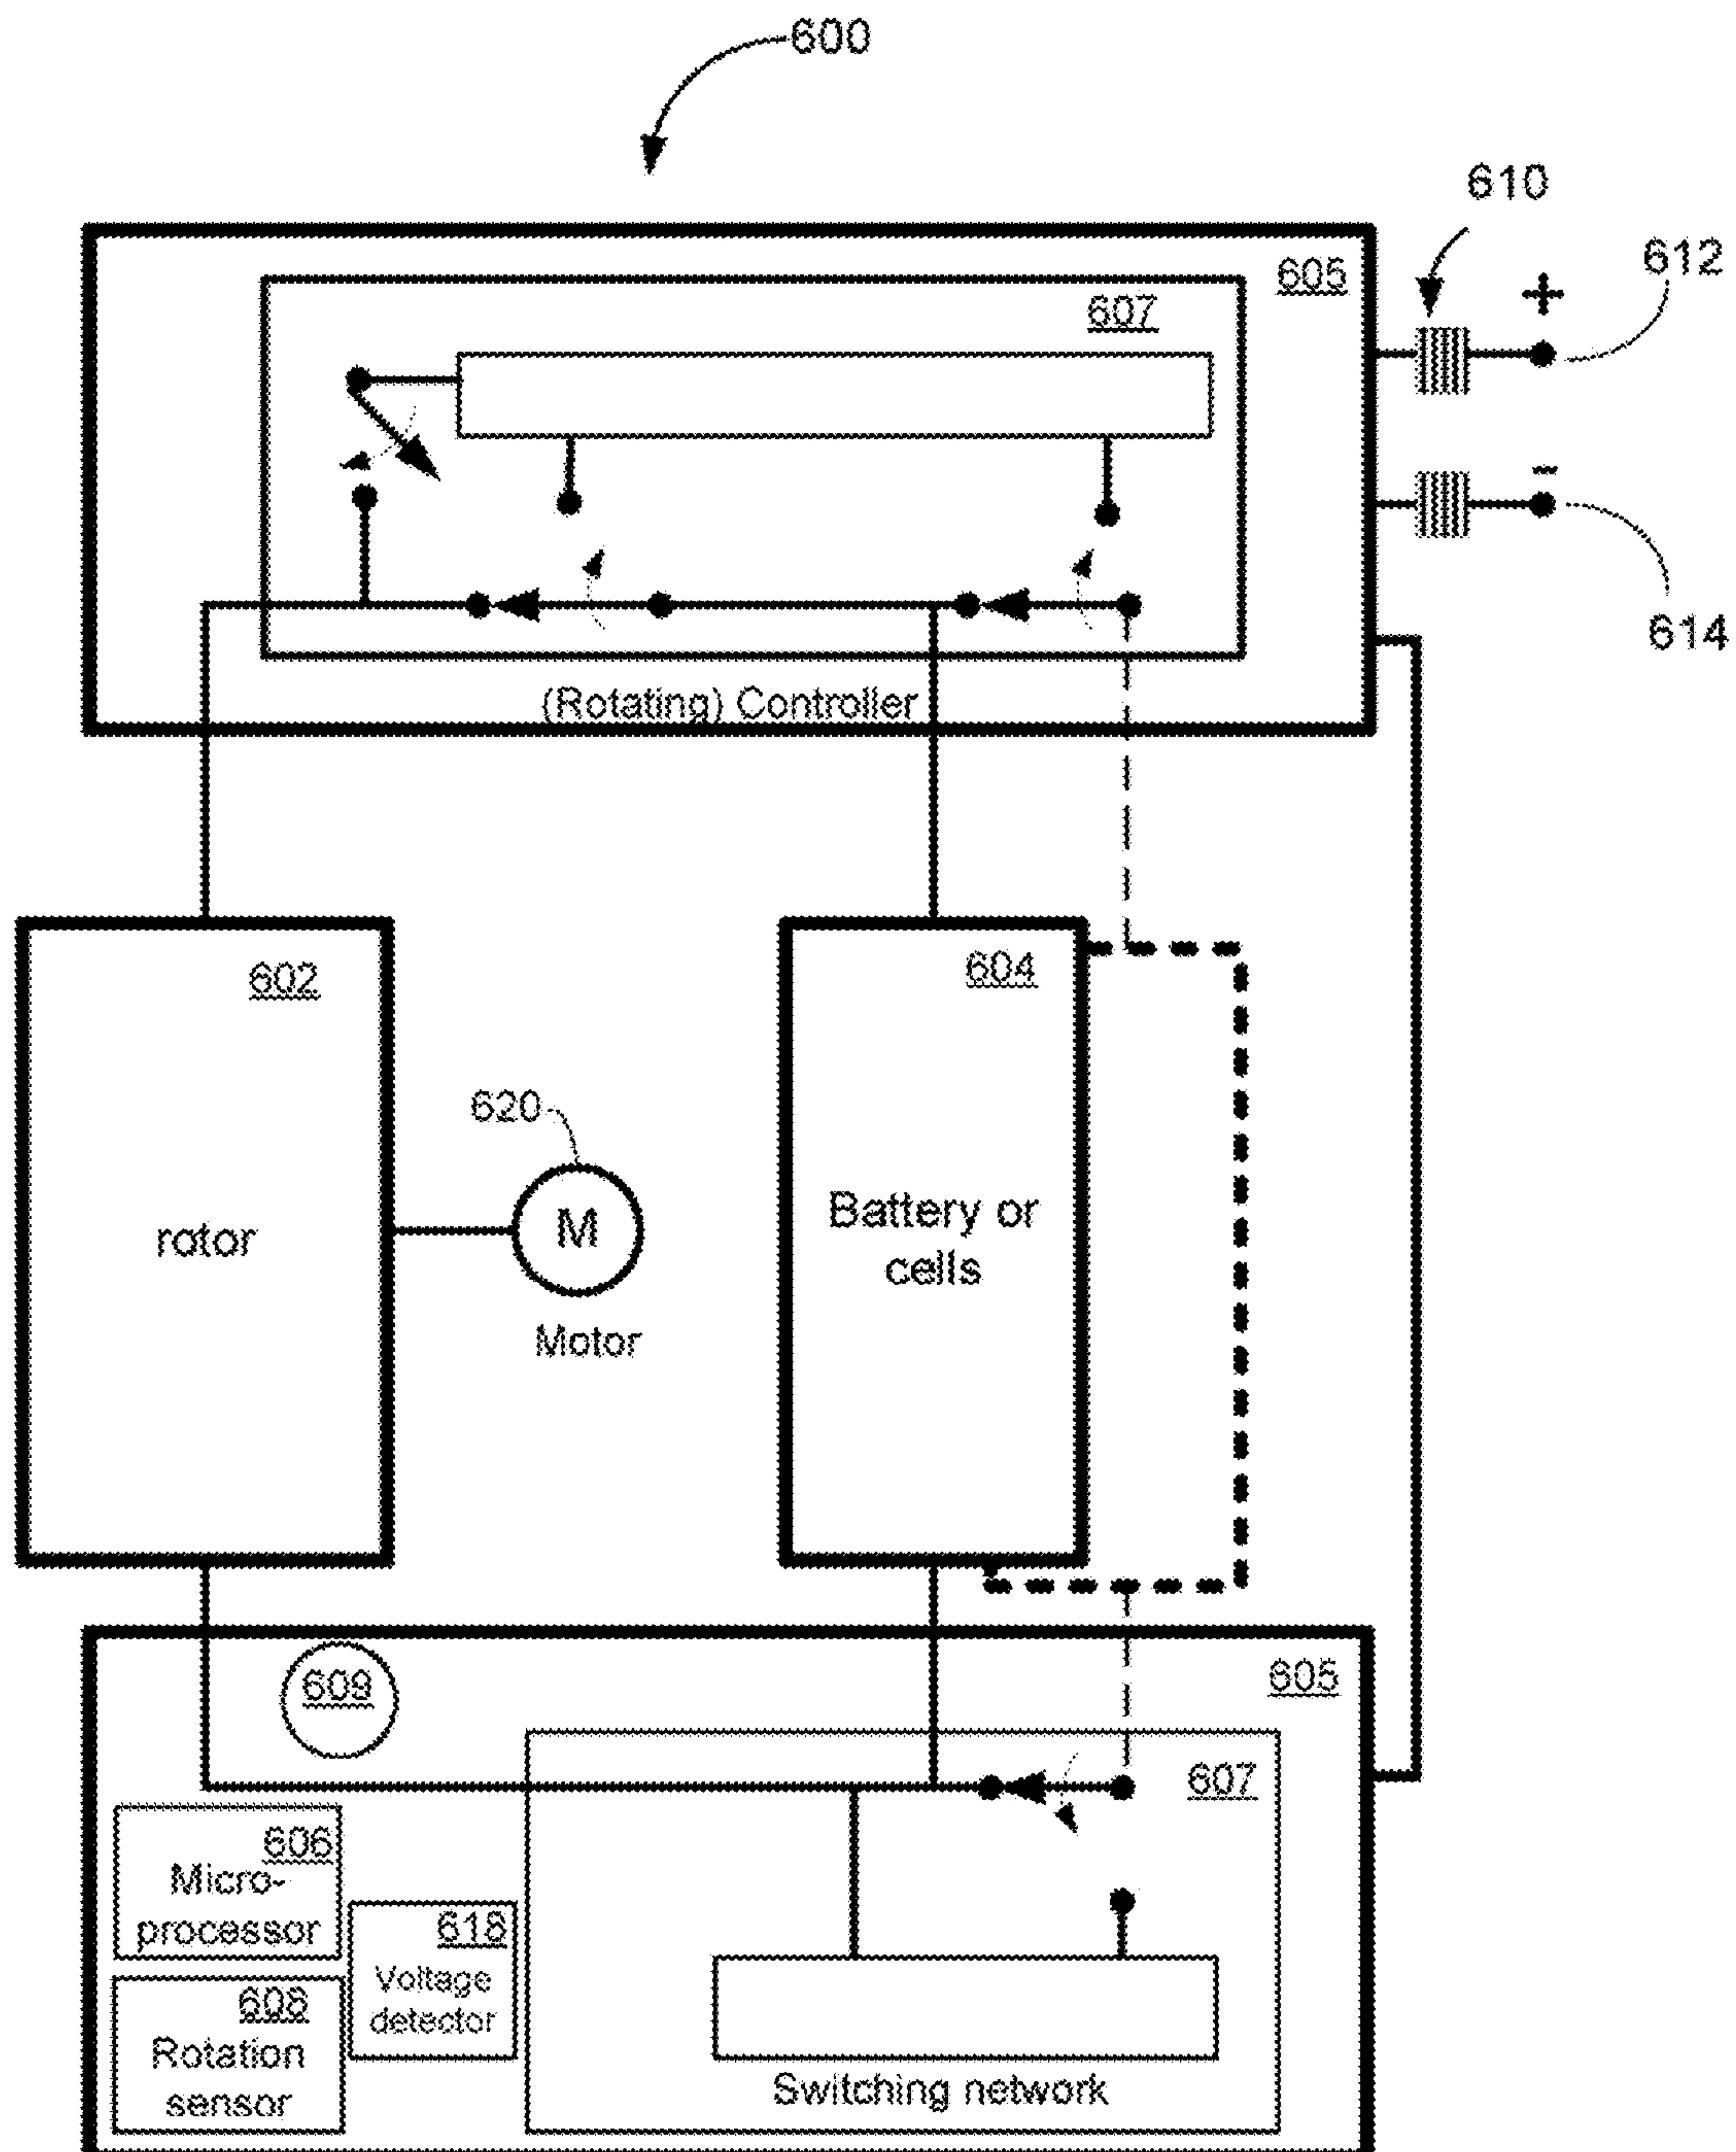 600
610
612
+
605
607
-
614
(Rotating) Controller
602
604
620
M
rotor
Battery or
cells
Motor
609
605
607
606
Micro-
processor
618
Voltage
detector
608
Rotation
sensor
Switching network